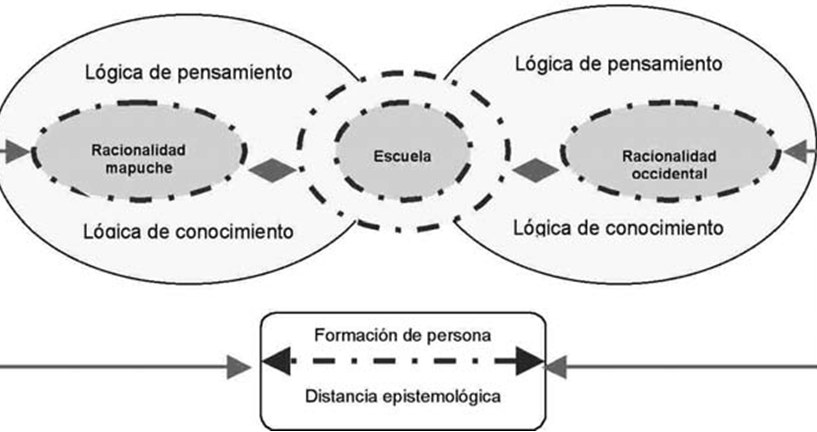 Lógica de pensamiento
Lógica de pensamiento
Racionalidad
mapuche
Escuela
Racionalidad
occidental
Lógica de conocimiento
Lógica de conocimiento
Formación de persona
Distancia epistemológica